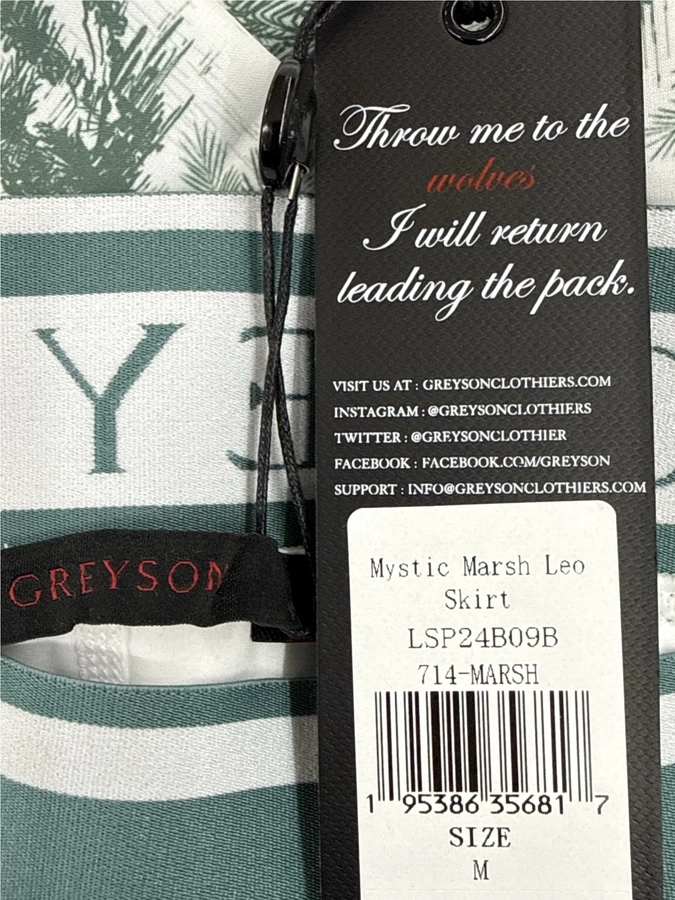 Throw me to the
wolves
I will return
leading the pack.
VISIT US AT : GREYSONCLOTHIERS.COM
INSTAGRAM : @GREYSONCLOTHIERS
TWITTER : @GREYSONCLOTHIER
FACEBOOK : FACEBOOK.COM/GREYSON
SUPPORT : INFO@GREYSONCLOTHIERS.COM
Mystic Marsh Leo
Skirt
LSP24B09B
714-MARSH
1 95386 35681 7
SIZE
M
GREYSON
Y